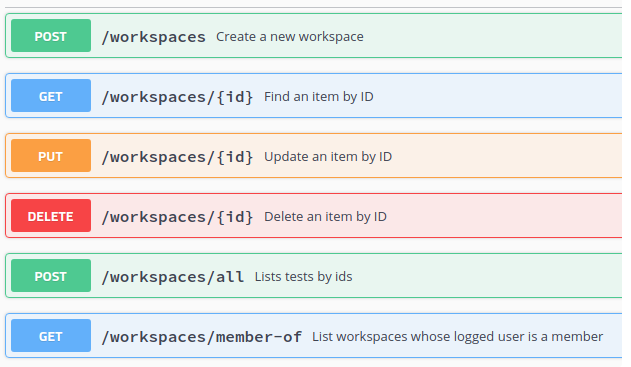 POST /workspaces Create a new workspace
GET /workspaces/{id} Find an item by ID
PUT /workspaces/{id} Update an item by ID
DELETE /workspaces/{id} Delete an item by ID
POST /workspaces/all Lists tests by ids
GET /workspaces/member-of List workspaces whose logged user is a member